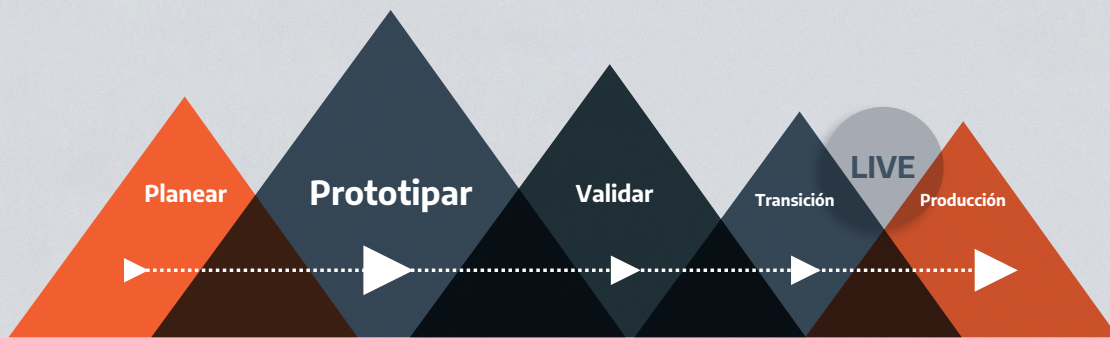 Planear
Prototipar
Validar
Transición
LIVE
Producción